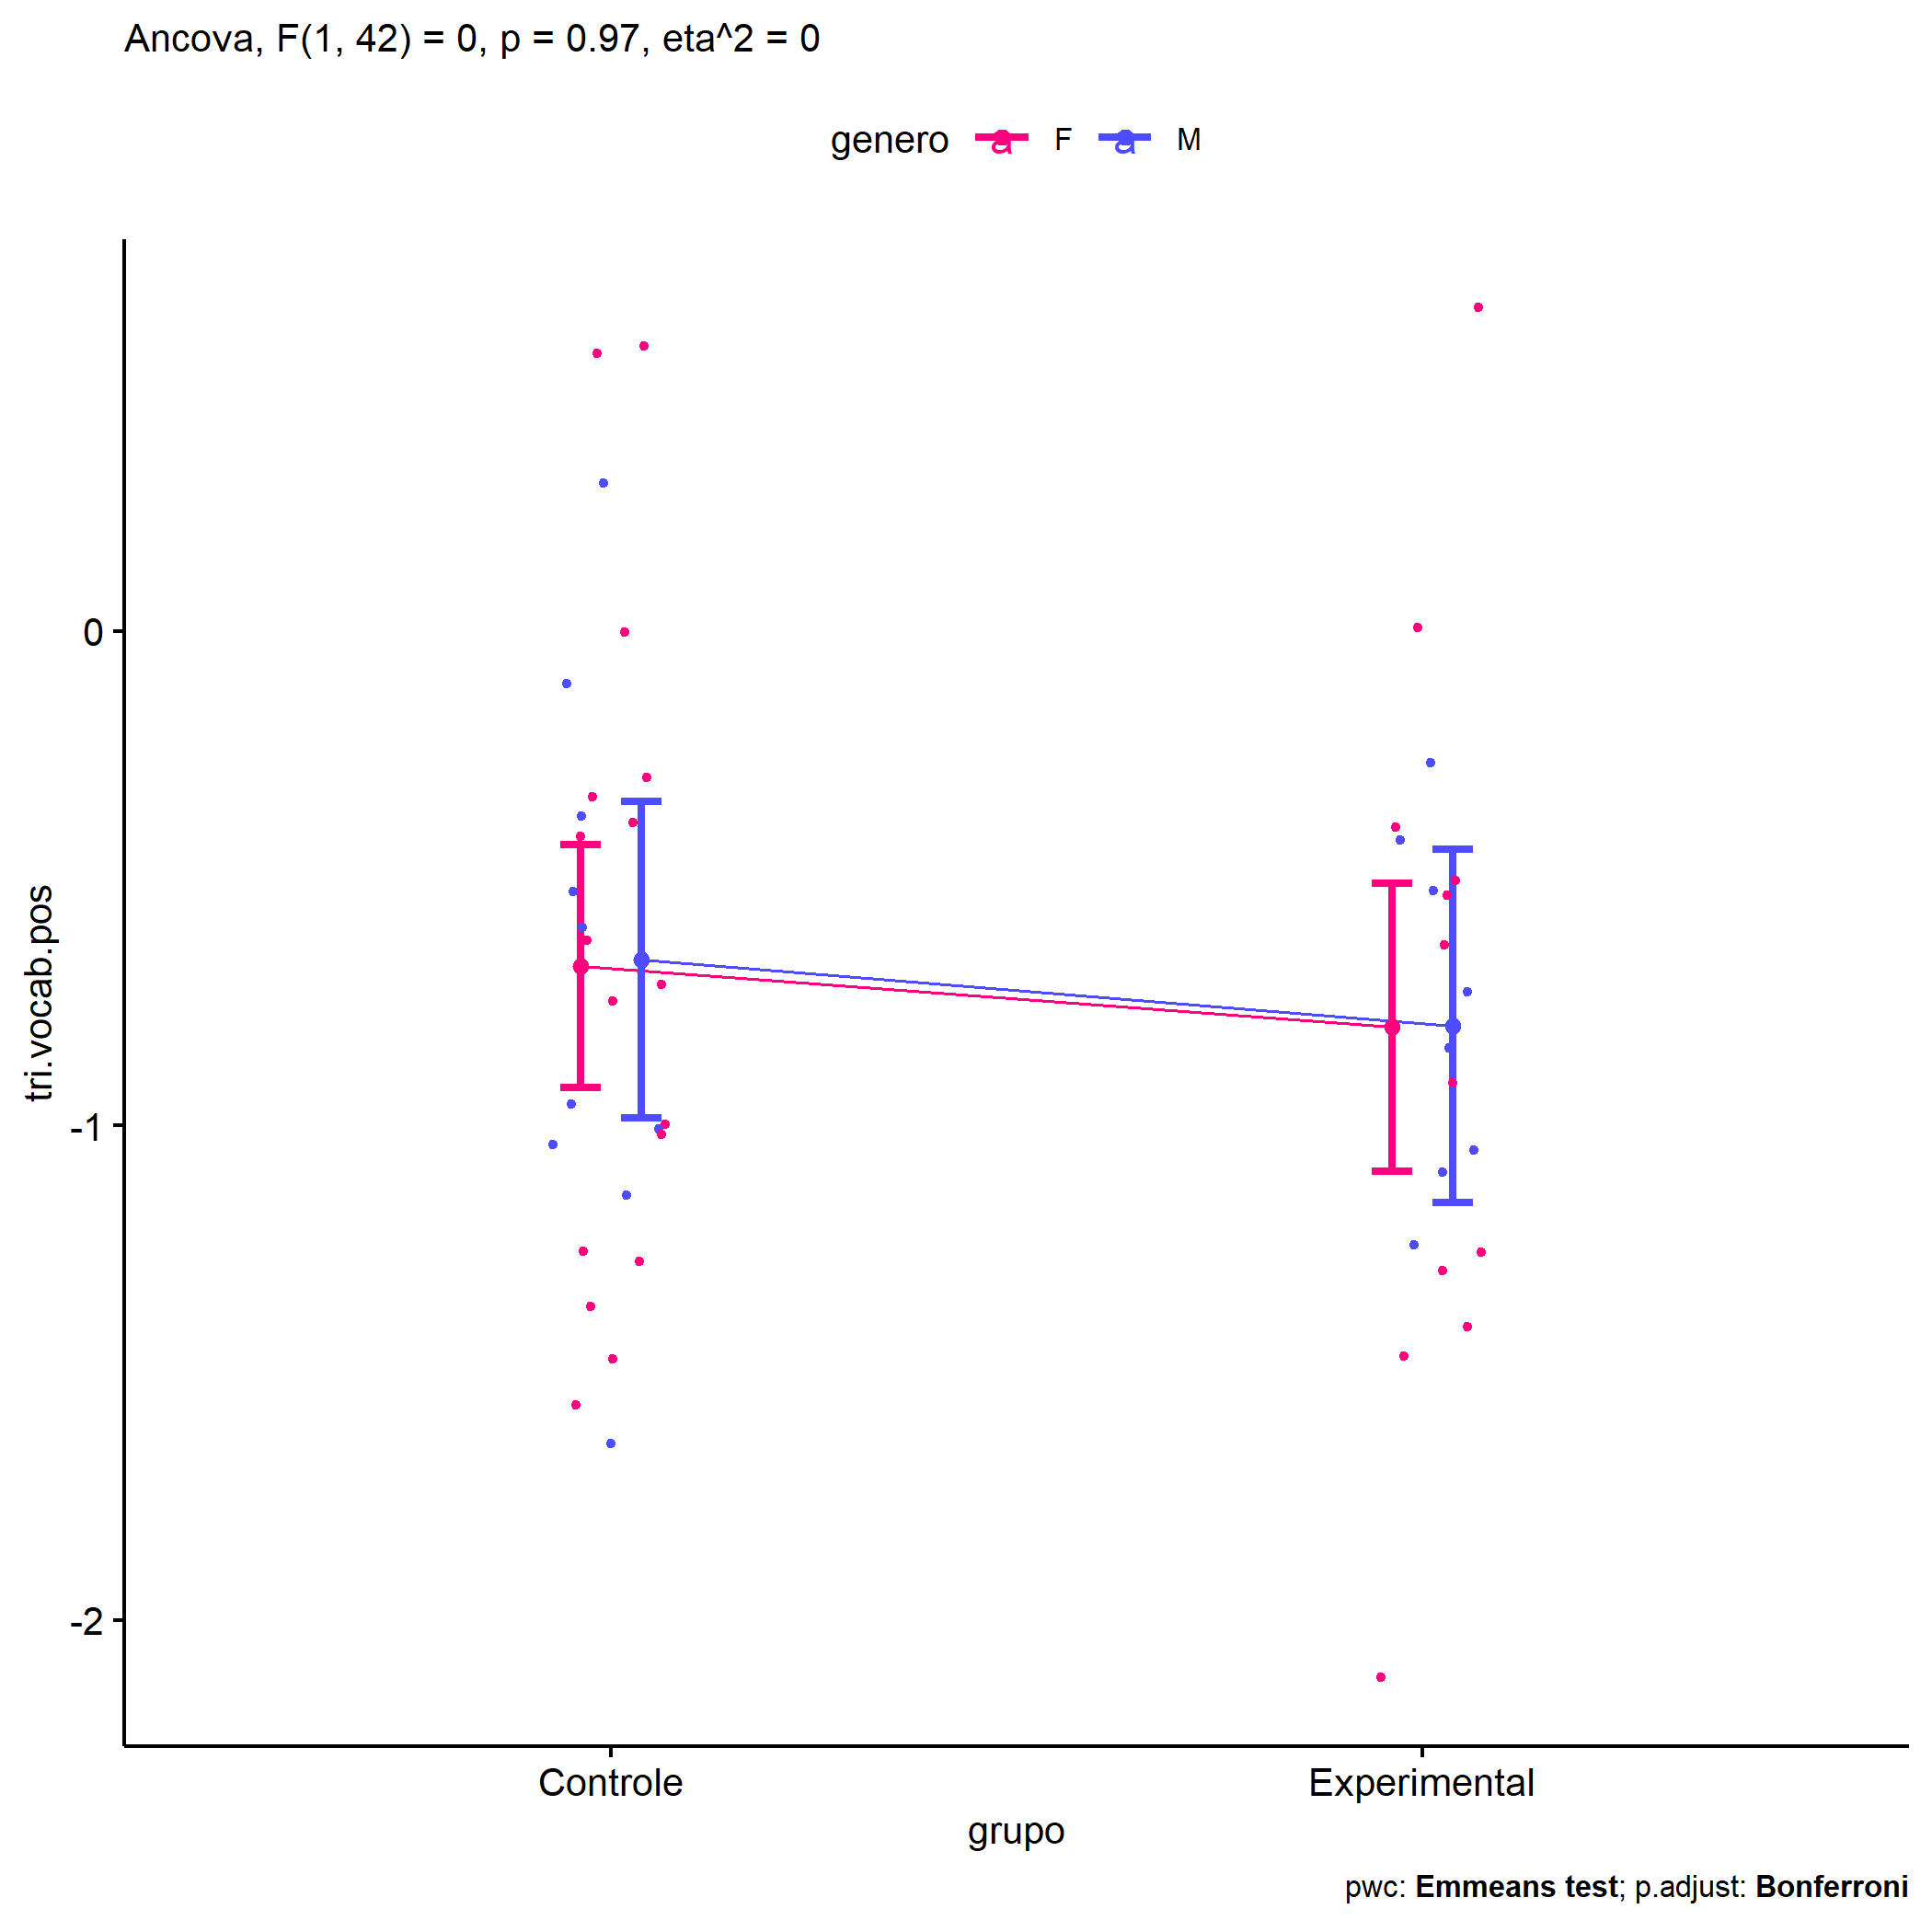 Ancova, F(1, 42) = 0, p = 0.97, eta^2 = 0
genero a F a M
tri.vocab.pos
0
-1
-2
Controle Experimental
grupo
pwc: Emmeans test; p.adjust: Bonferroni